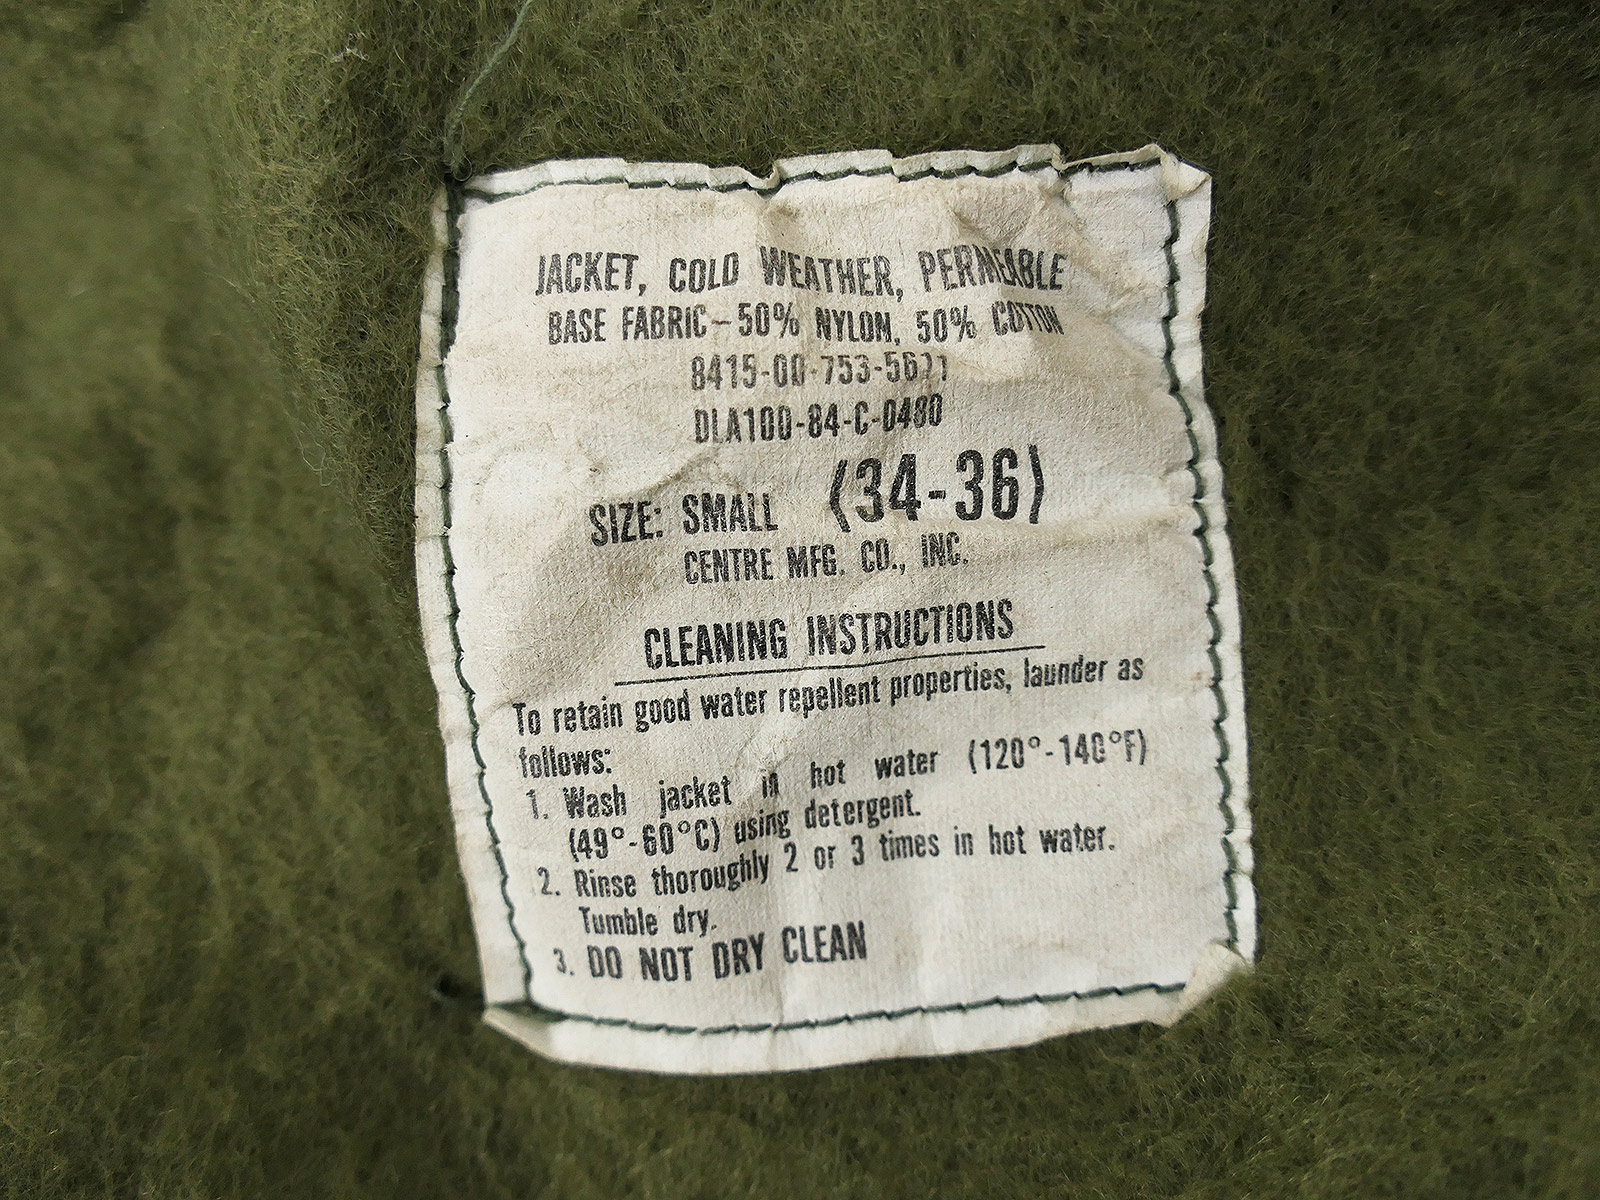 JACKET, COLD WEATHER, PERMEABLE
BASE FABRIC – 50% NYLON, 50% COTTON
8415-00-753-5611
DLA100-84-C-0480
SIZE: SMALL (34-36)
CENTRE MFG. CO., INC.
CLEANING INSTRUCTIONS
To retain good water repellent properties, launder as
follows:
1. Wash jacket in hot water (120°-140°F)
(49°-60°C) using detergent.
2. Rinse thoroughly 2 or 3 times in hot water.
Tumble dry.
3. DO NOT DRY CLEAN